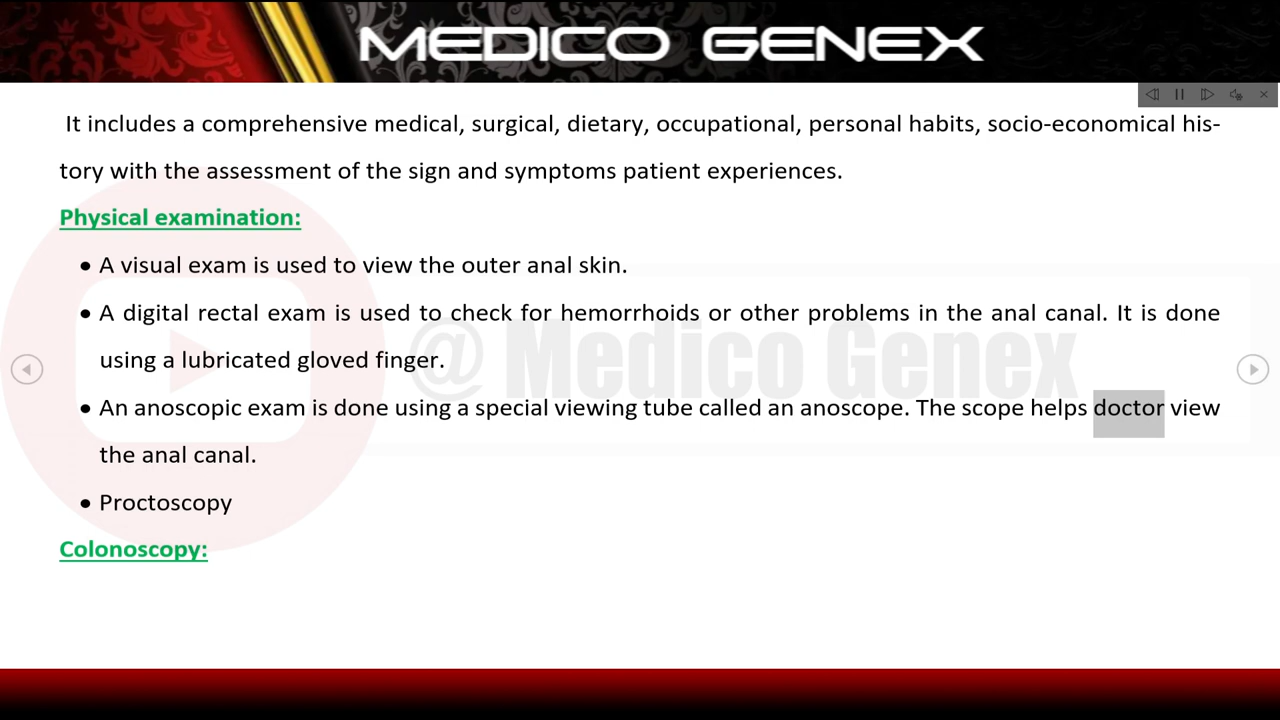 MEDICO GENEX
It includes a comprehensive medical, surgical, dietary, occupational, personal habits, socio-economical his-
tory with the assessment of the sign and symptoms patient experiences.
Physical examination:
• A visual exam is used to view the outer anal skin.
• A digital rectal exam is used to check for hemorrhoids or other problems in the anal canal. It is done
using a lubricated gloved finger.
@ Medico Genex
• An anoscopic exam is done using a special viewing tube called an anoscope. The scope helps doctor view
the anal canal.
• Proctoscopy
Colonoscopy: